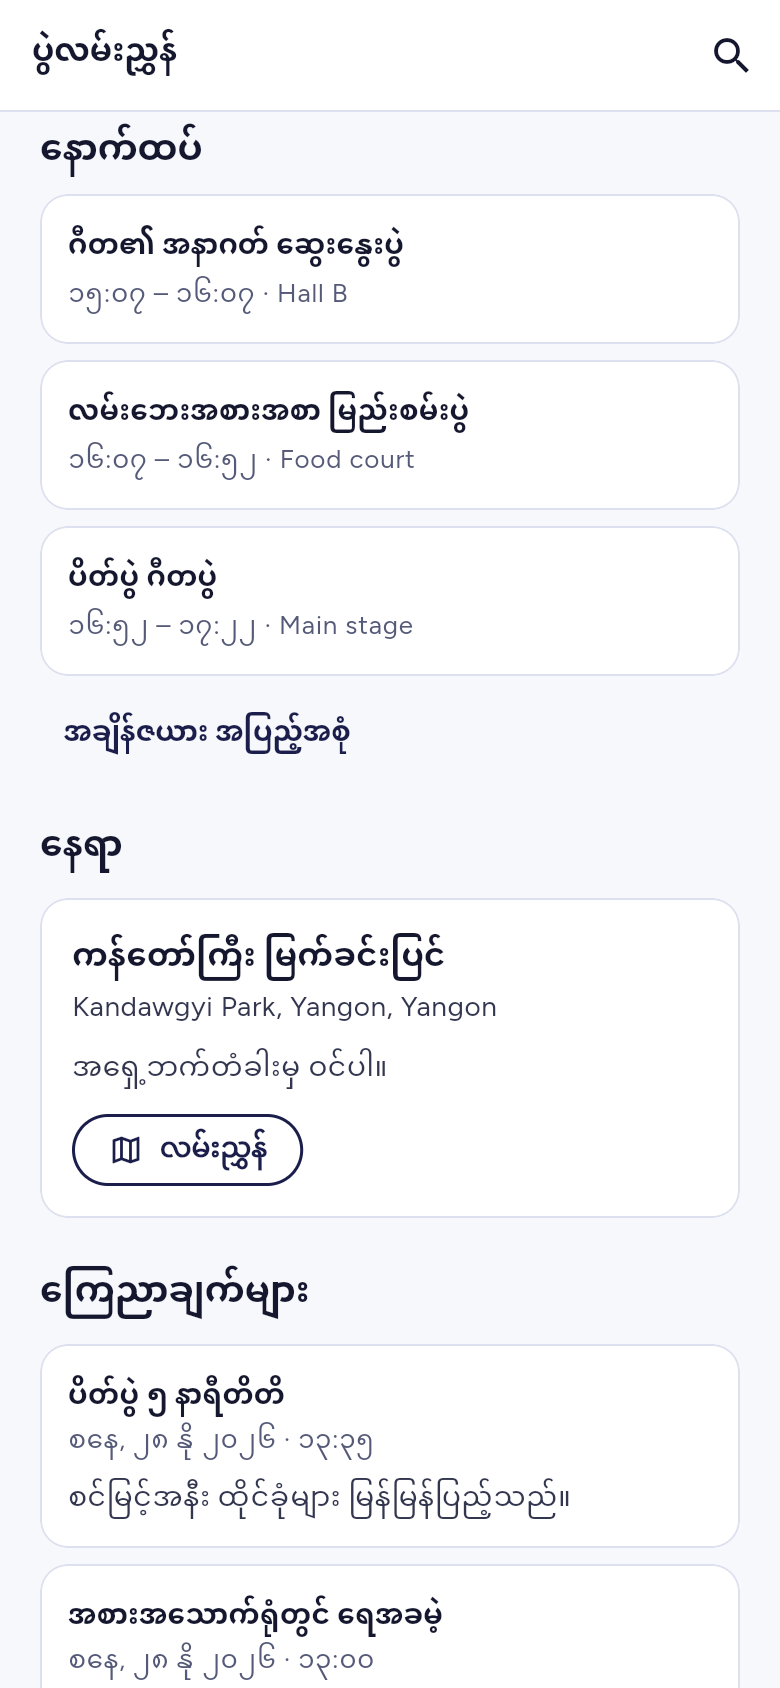 ပွဲလမ်းညွှန်
နောက်ထပ်
ဂီတ၏ အနာဂတ် ဆွေးနွေးပွဲ
၁၅:၀၇ – ၁၆:၀၇ · Hall B
လမ်းဘေးအစားအစာ မြည်းစမ်းပွဲ
၁၆:၀၇ – ၁၆:၅၂ · Food court
ပိတ်ပွဲ ဂီတပွဲ
၁၆:၅၂ – ၁၇:၂၂ · Main stage
အချိန်ဇယား အပြည့်အစုံ
နေရာ
ကန်တော်ကြီး မြက်ခင်းပြင်
Kandawgyi Park, Yangon, Yangon
အရှေ့ဘက်တံခါးမှ ဝင်ပါ။
လမ်းညွှန်
ကြေညာချက်များ
ပိတ်ပွဲ ၅ နာရီတိတိ
စနေ, ၂၈ နို ၂၀၂၆ · ၁၃:၃၅
စင်မြင့်အနီး ထိုင်ခုံများ မြန်မြန်ပြည့်သည်။
အစားအသောက်ရုံတွင် ရေအခမဲ့
စနေ, ၂၈ နို ၂၀၂၆ · ၁၃:၀၀